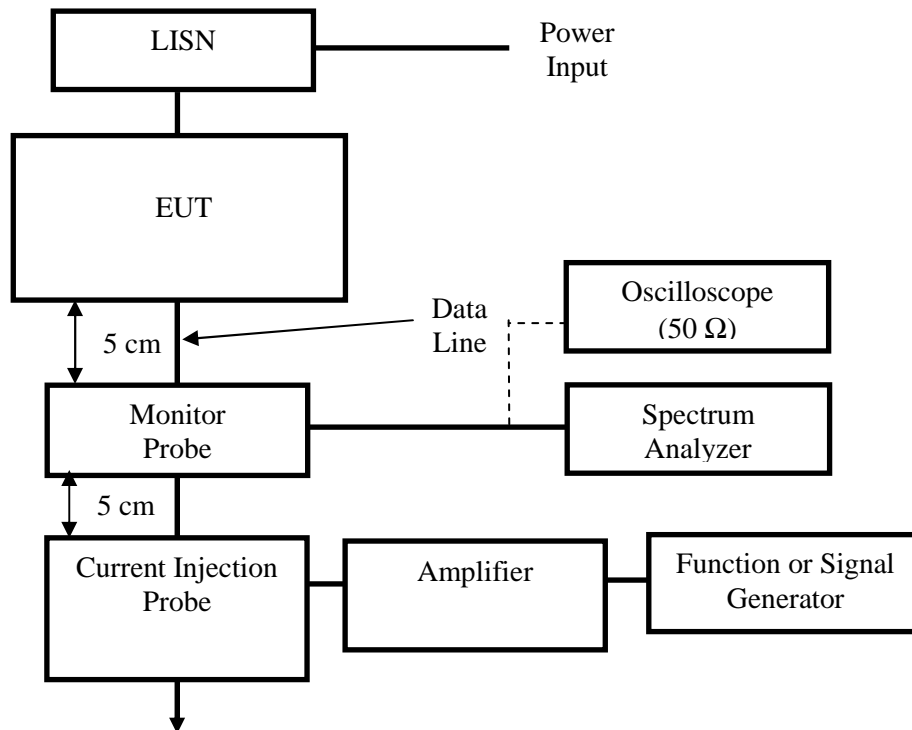 LISN
Power
Input
EUT
Oscilloscope
(50 Ω)
Data
Line
5 cm
Monitor
Probe
Spectrum
Analyzer
5 cm
Current Injection
Probe
Amplifier
Function or Signal
Generator